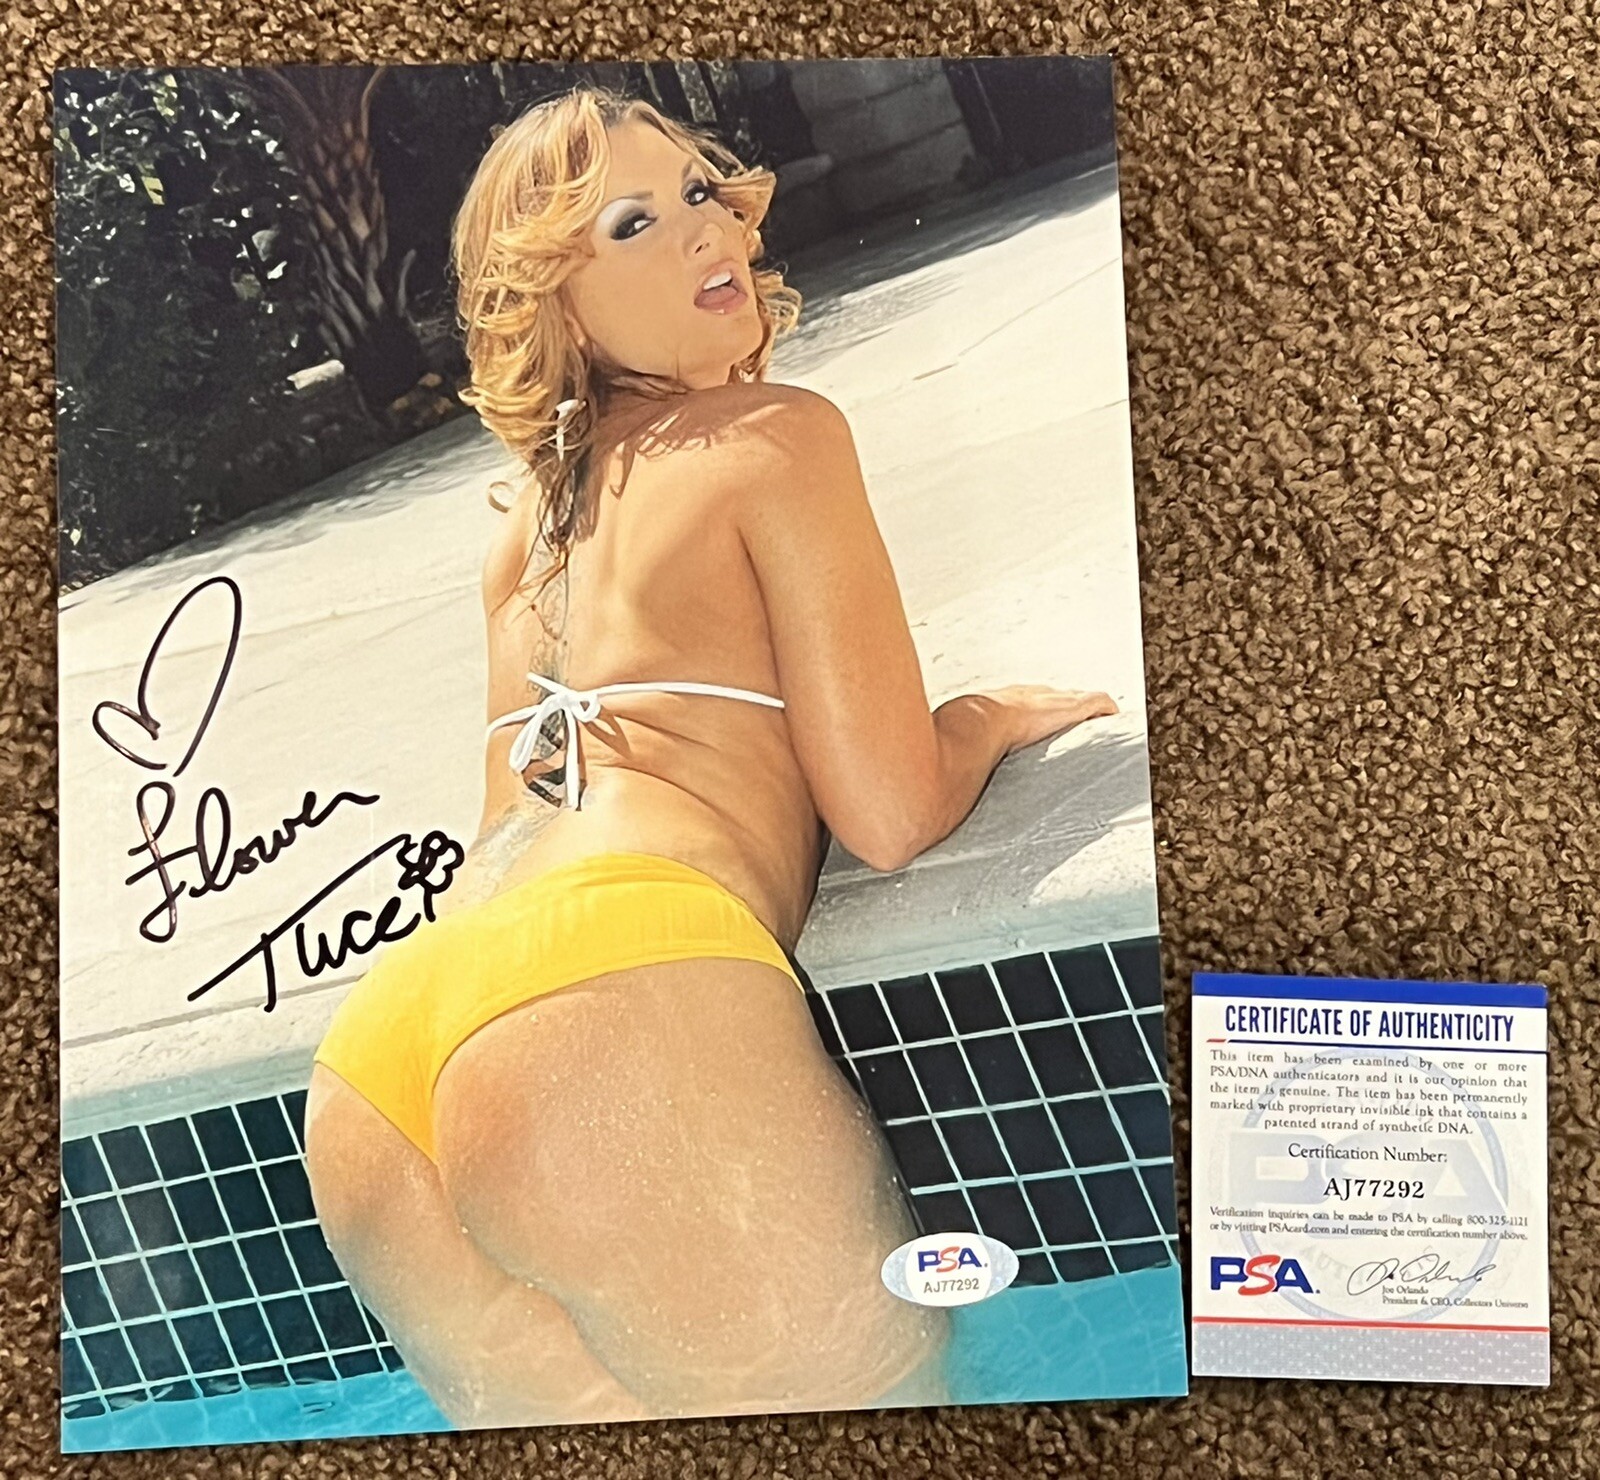 Flower
Tucci
PSA.
AJ77292
CERTIFICATE OF AUTHENTICITY
This item has been examined by one or more
PSA/DNA authenticators and it is our opinion that
the item is genuine. The item has been permanently
marked with proprietary invisible ink that contains a
patented strand of synthetic DNA.
Certification Number:
AJ77292
Verification inquiries can be made to PSA by calling 800-325-1121
or by visiting PSAcard.com and entering the certification number above.
PSA.
Joe Orlando
President & CEO, Collectors Universe